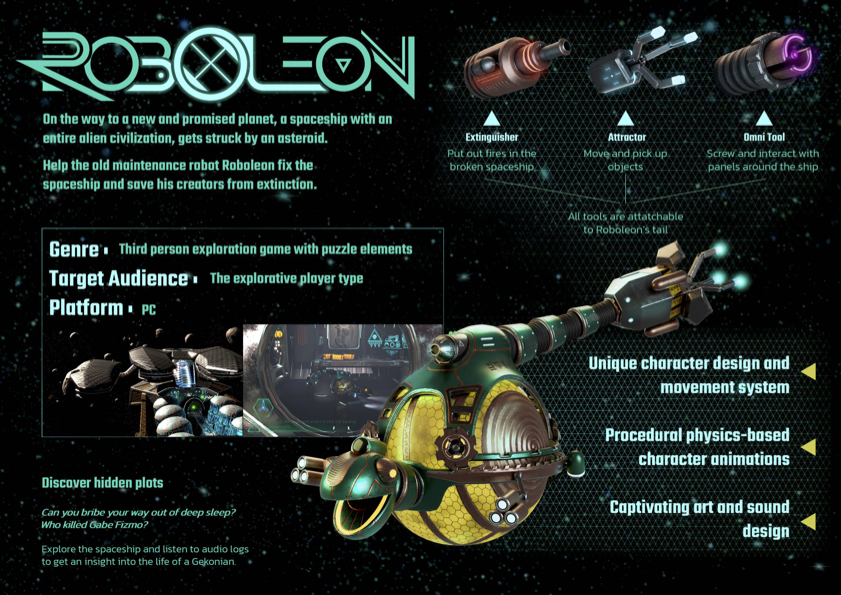 ROBOLEON
On the way to a new and promised planet, a spaceship with an
entire alien civilization, gets struck by an asteroid.
Help the old maintenance robot Roboleon fix the
spaceship and save his creators from extinction.
Extinguisher
Put out fires in the
broken spaceship
Attractor
Move and pick up
objects
Omni Tool
Screw and interact with
panels around the ship
All tools are attatchable
to Roboleon's tail
Genre: Third person exploration game with puzzle elements
Target Audience: The explorative player type
Platform: PC
Unique character design and
movement system
Procedural physics-based
character animations
Captivating art and sound
design
Discover hidden plots
Can you bribe your way out of deep sleep?
Who killed Gabe Fizmo?
Explore the spaceship and listen to audio logs
to get an insight into the life of a Gekonian.